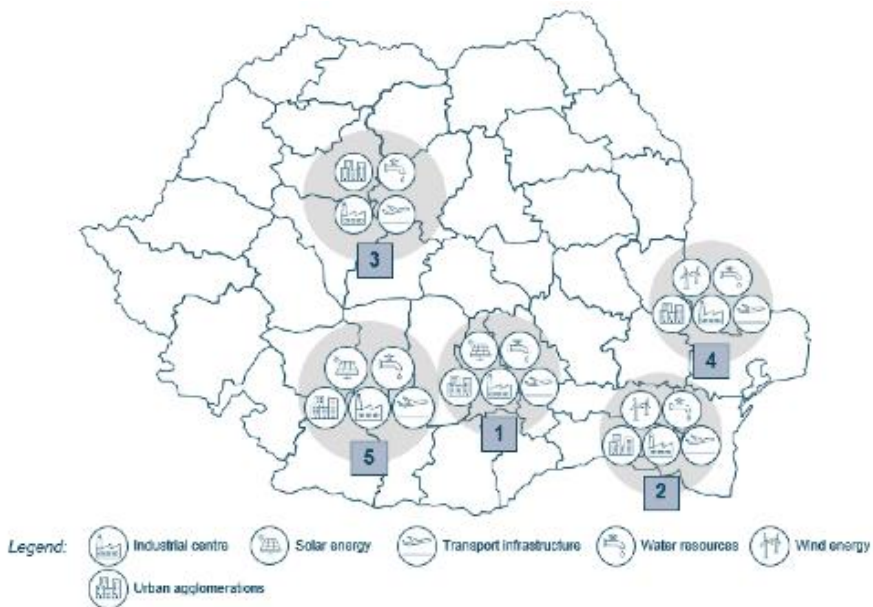 3
4
1
5
2
Legend: Industrial centre Solar energy Transport infrastructure Water resources Wind energy
Urban agglomerations